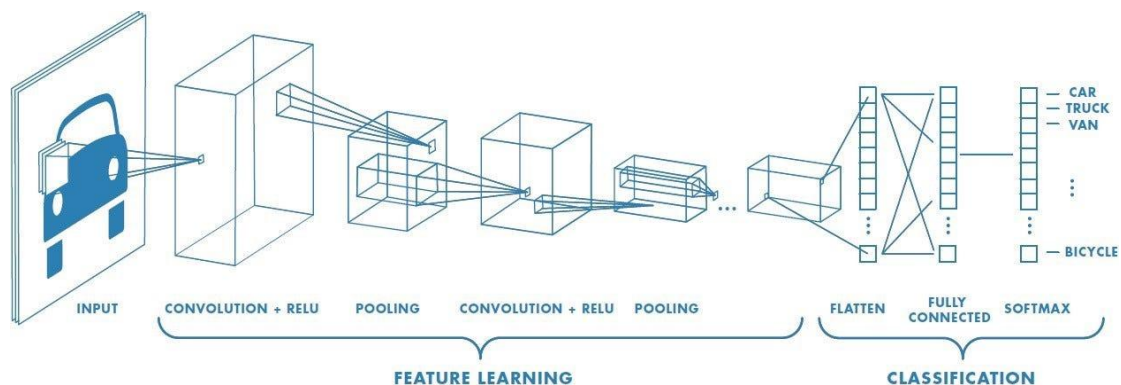 CAR
TRUCK
VAN
BICYCLE
INPUT
CONVOLUTION + RELU
POOLING
CONVOLUTION + RELU
POOLING
FLATTEN
FULLY
CONNECTED
SOFTMAX
FEATURE LEARNING
CLASSIFICATION